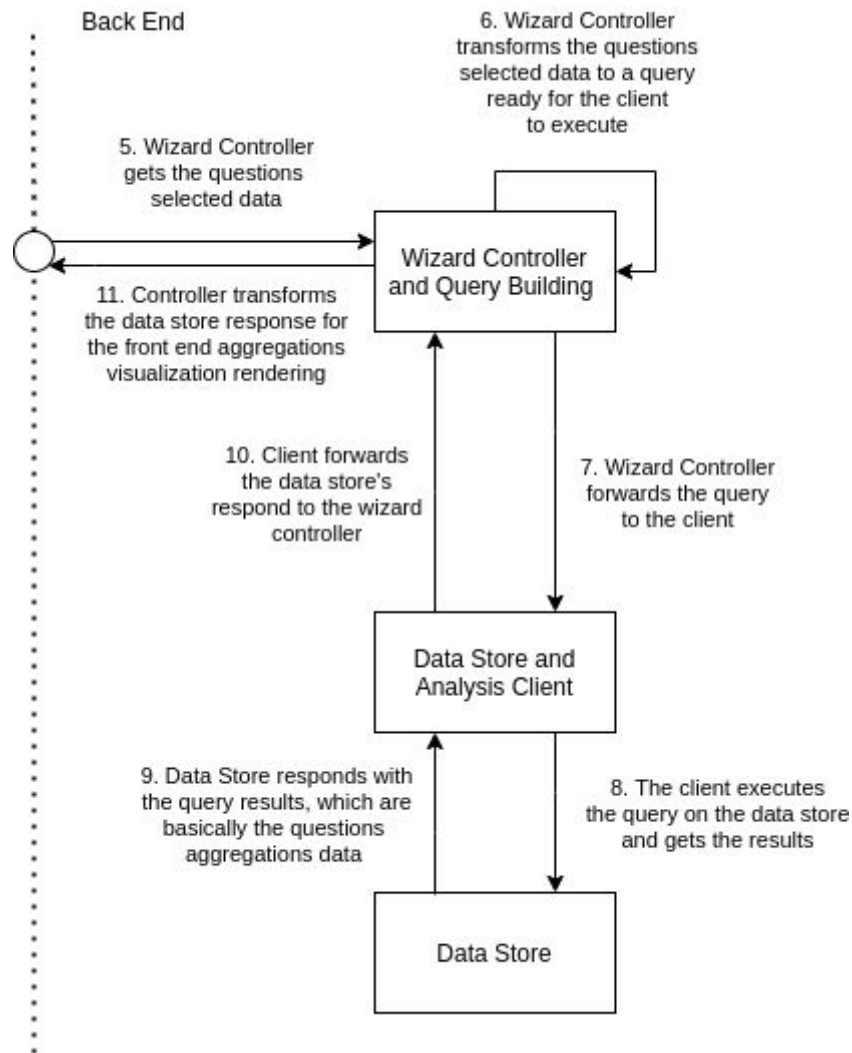 Back End
6. Wizard Controller
transforms the questions
selected data to a query
ready for the client
to execute
5. Wizard Controller
gets the questions
selected data
Wizard Controller
and Query Building
11. Controller transforms
the data store response for
the front end aggregations
visualization rendering
10. Client forwards
the data store's
respond to the wizard
controller
7. Wizard Controller
forwards the query
to the client
Data Store and
Analysis Client
9. Data Store responds with
the query results, which are
basically the questions
aggregations data
8. The client executes
the query on the data store
and gets the results
Data Store